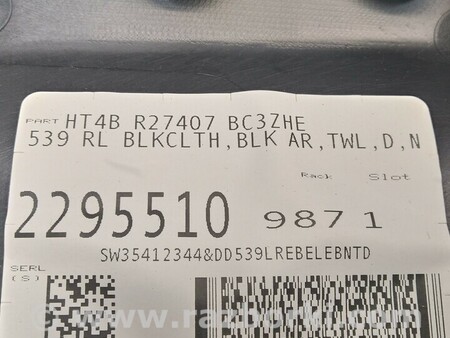 PART HT4B R27407 BC3ZHE
539 RL BLKCLTH,BLK AR,TWL,D,N
Rack Slot
2295510 987 1
SW35412344&DD539LREBELEBNTD
SERL
(S)
www.razborki.com